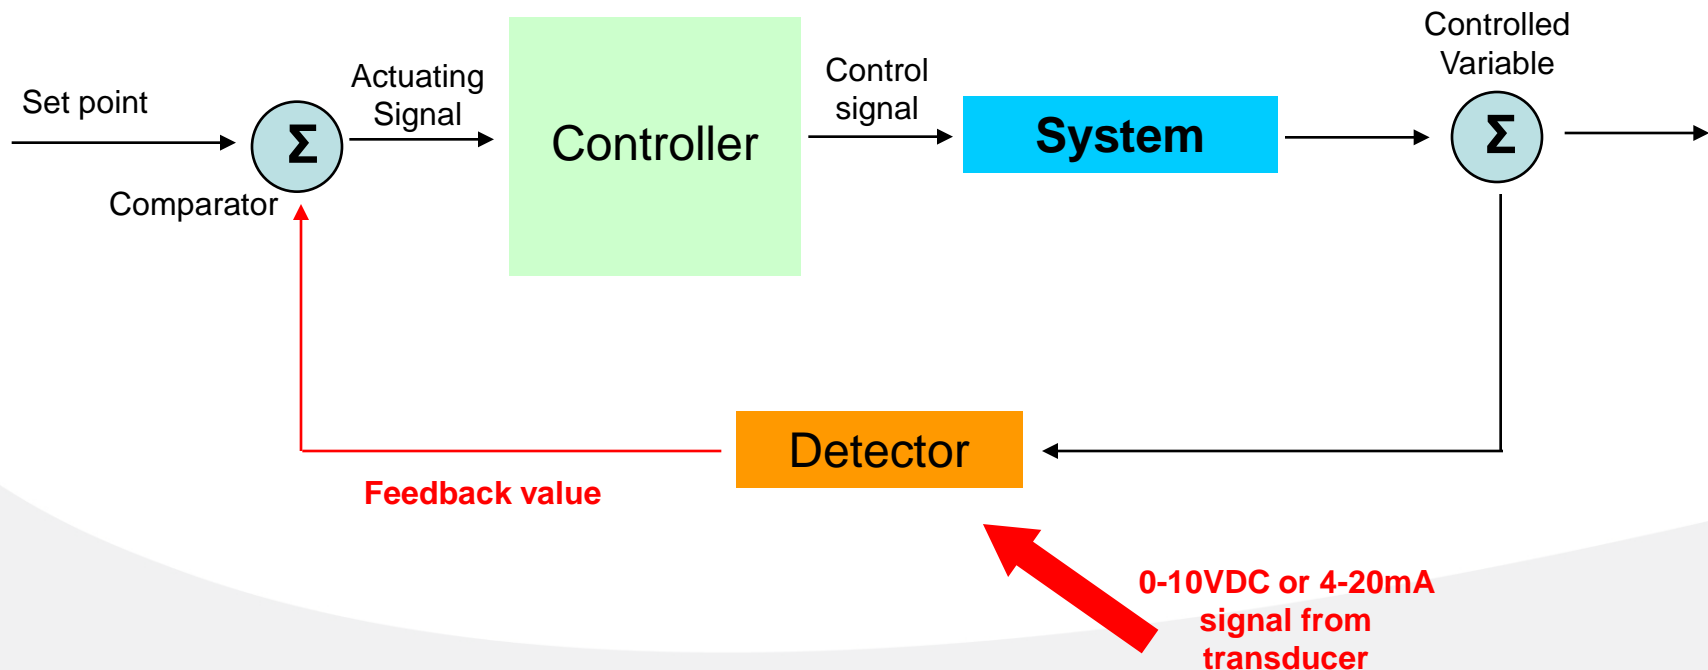 Controlled
Variable
Set point
Actuating
Signal
Control
signal
Σ
Controller
System
Σ
Comparator
Detector
Feedback value
0-10VDC or 4-20mA
signal from
transducer